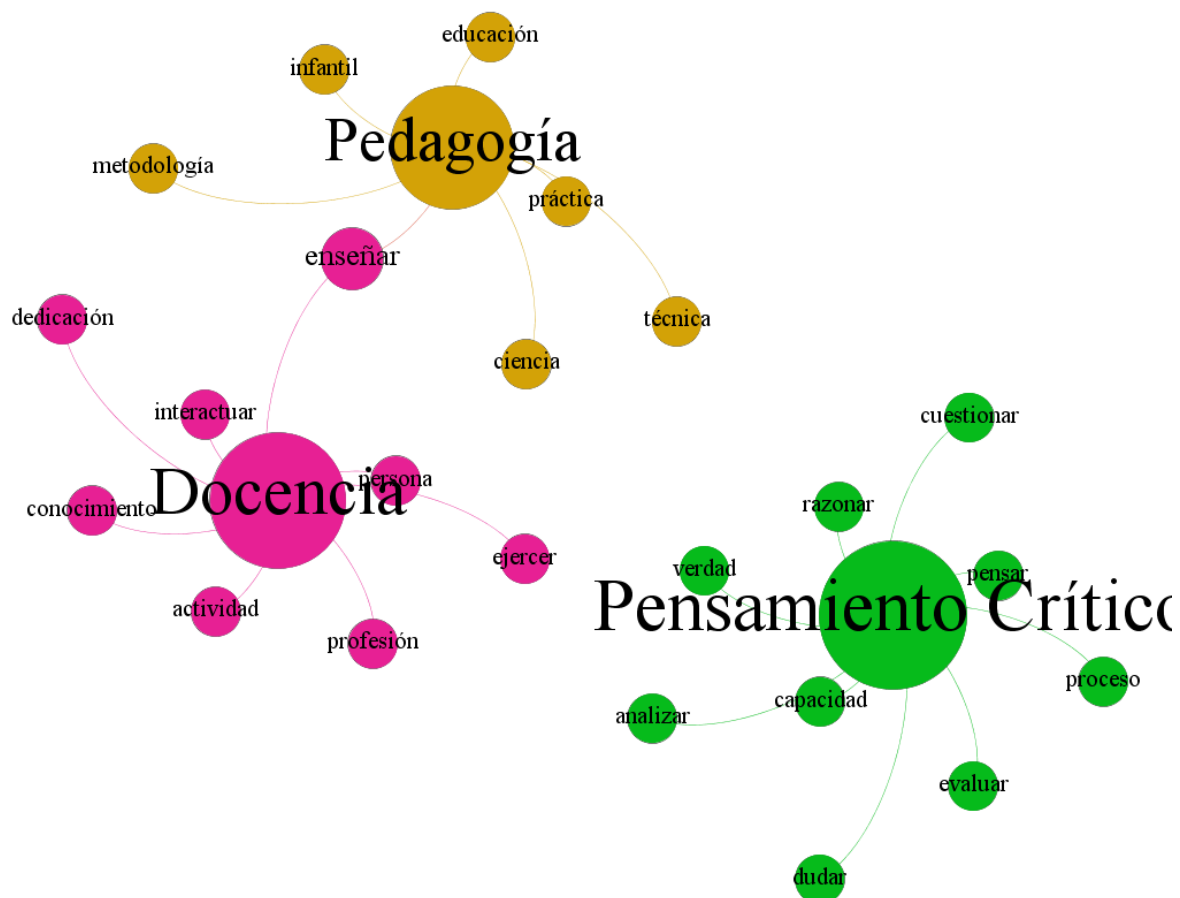 educación
infantil
Pedagogía
metodología
práctica
enseñar
dedicación
técnica
ciencia
interactuar
cuestionar
persona
Docencia
razonar
conocimiento
ejercer
verdad
pensar
actividad
Pensamiento Crítico
profesión
proceso
capacidad
analizar
evaluar
dudar